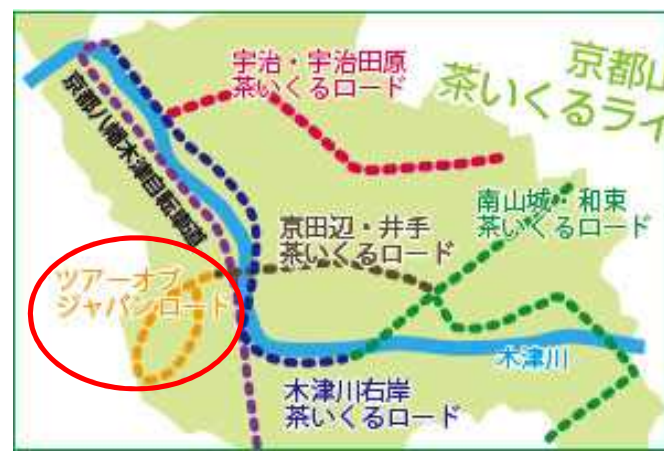 宇治・宇治田原
茶いくるロード
京都山
茶いくるライ
京都八幡木津自転車道
南山城・和束
茶いくるロード
京田辺・井手
茶いくるロード
ツアーオブ
ジャパンロード
木津川
木津川右岸
茶いくるロード